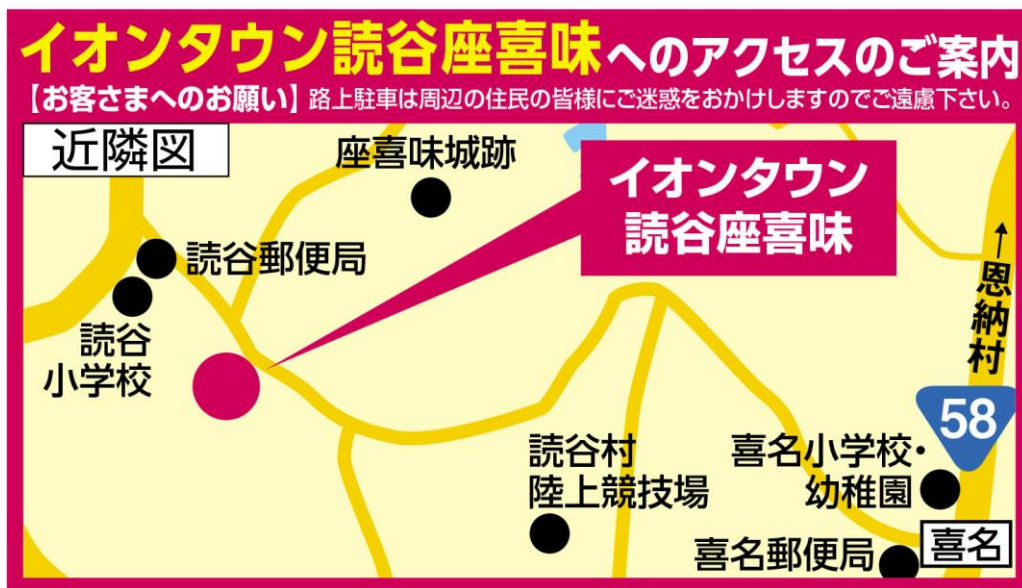 イオンタウン読谷座喜味へのアクセスのご案内
【お客さまへのお願い】路上駐車は周辺の住民の皆様にご迷惑をおかけしますのでご遠慮下さい。
近隣図
座喜味城跡
イオンタウン
読谷座喜味
読谷郵便局
読谷
小学校
↑恩納村
58
読谷村
陸上競技場
喜名小学校・
幼稚園
喜名郵便局
喜名